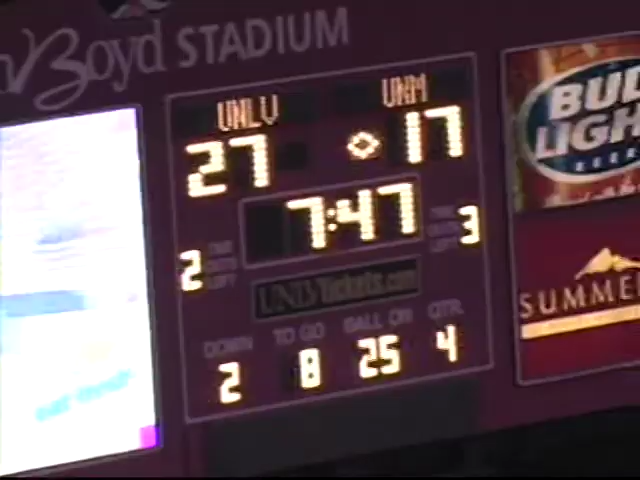 Boyd STADIUM
UNLV UNM
27 17
7:47
2 3
UNLVtickets.com
DOWN TO GO BALL ON QTR
2 8 25 4
BUD
LIGH
BEER
SUMME